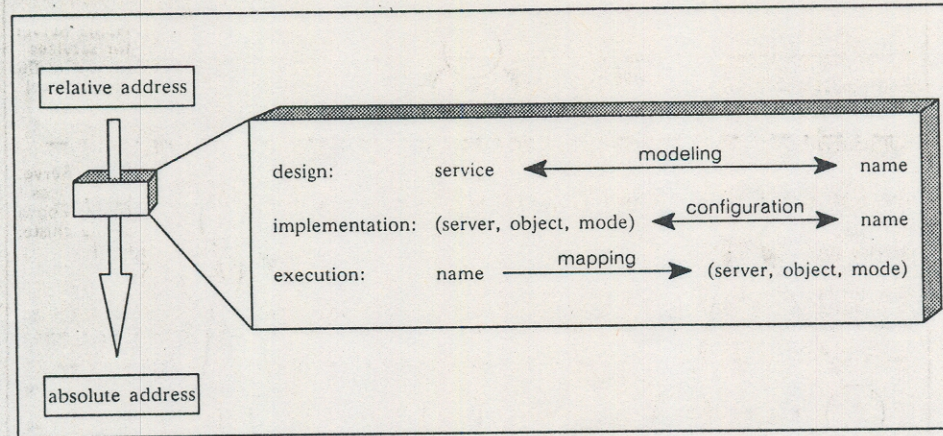 relative address
design: service modeling name
implementation: (server, object, mode) configuration name
execution: name mapping (server, object, mode)
absolute address